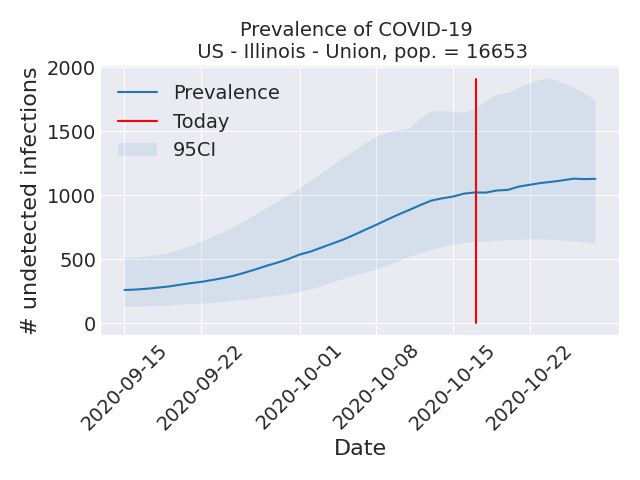 Prevalence of COVID-19
US - Illinois - Union, pop. = 16653
# undetected infections
2000
1500
1000
500
0
Prevalence
Today
95CI
2020-09-15
2020-09-22
2020-10-01
2020-10-08
2020-10-15
2020-10-22
Date